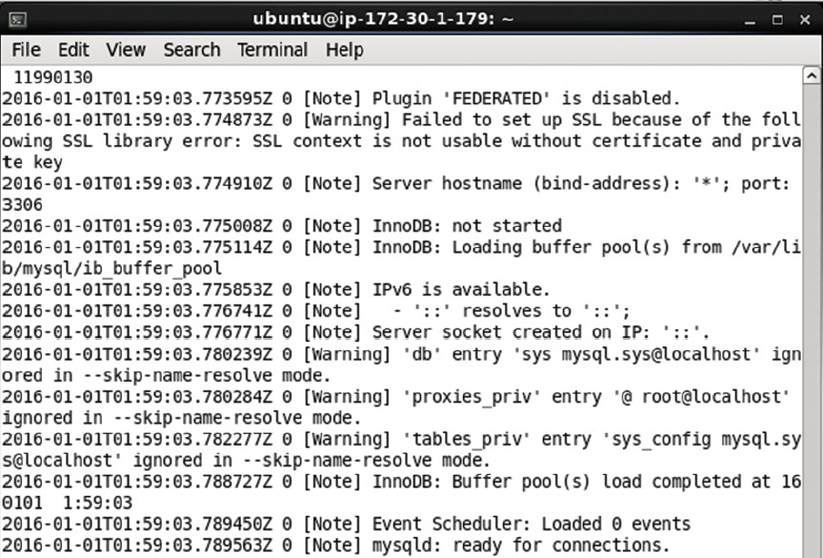 ubuntu@ip-172-30-1-179: ~
File Edit View Search Terminal Help
 11990130
2016-01-01T01:59:03.773595Z 0 [Note] Plugin 'FEDERATED' is disabled.
2016-01-01T01:59:03.774873Z 0 [Warning] Failed to set up SSL because of the foll
owing SSL library error: SSL context is not usable without certificate and priva
te key
2016-01-01T01:59:03.774910Z 0 [Note] Server hostname (bind-address): '*'; port:
3306
2016-01-01T01:59:03.775008Z 0 [Note] InnoDB: not started
2016-01-01T01:59:03.775114Z 0 [Note] InnoDB: Loading buffer pool(s) from /var/li
b/mysql/ib_buffer_pool
2016-01-01T01:59:03.775853Z 0 [Note] IPv6 is available.
2016-01-01T01:59:03.776741Z 0 [Note]   - '::' resolves to '::';
2016-01-01T01:59:03.776771Z 0 [Note] Server socket created on IP: '::'.
2016-01-01T01:59:03.780239Z 0 [Warning] 'db' entry 'sys mysql.sys@localhost' ign
ored in --skip-name-resolve mode.
2016-01-01T01:59:03.780284Z 0 [Warning] 'proxies_priv' entry '@ root@localhost'
ignored in --skip-name-resolve mode.
2016-01-01T01:59:03.782277Z 0 [Warning] 'tables_priv' entry 'sys_config mysql.sy
s@localhost' ignored in --skip-name-resolve mode.
2016-01-01T01:59:03.788727Z 0 [Note] InnoDB: Buffer pool(s) load completed at 16
0101  1:59:03
2016-01-01T01:59:03.789450Z 0 [Note] Event Scheduler: Loaded 0 events
2016-01-01T01:59:03.789563Z 0 [Note] mysqld: ready for connections.